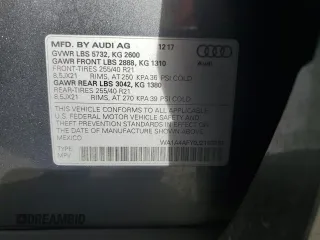 MFD. BY AUDI AG 12 17
GVWR LBS 5732, KG 2600
GAWR FRONT LBS 2888, KG 1310
FRONT-TIRES 255/40 R21
8.5JX21 RIMS, AT 250 KPA 36 PSI COLD
GAWR REAR LBS 3042, KG 1380
REAR-TIRES 255/40 R21
8.5JX21 RIMS, AT 270 KPA 39 PSI COLD
THIS VEHICLE CONFORMS TO ALL APPLICABLE
U.S. FEDERAL MOTOR VEHICLE SAFETY STANDARDS IN
EFFECT ON THE DATE OF MANUFACTURE SHOWN ABOVE.
MEXICO
TYPE:
MPV
DREAMBID